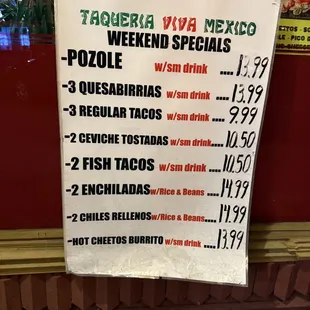 TAQUERIA VIVA MEXICO
WEEKEND SPECIALS
-POZOLE w/sm drink .... 13.99
-3 QUESABIRRIAS w/sm drink .... 13.99
-3 REGULAR TACOS w/sm drink .... 9.99
-2 CEVICHE TOSTADAS w/sm drink .... 10.50
-2 FISH TACOS w/sm drink .... 10.50
-2 ENCHILADAS w/Rice & Beans .... 14.99
-2 CHILES RELLENOS w/Rice & Beans .... 14.99
-HOT CHEETOS BURRITO w/sm drink .... 13.99